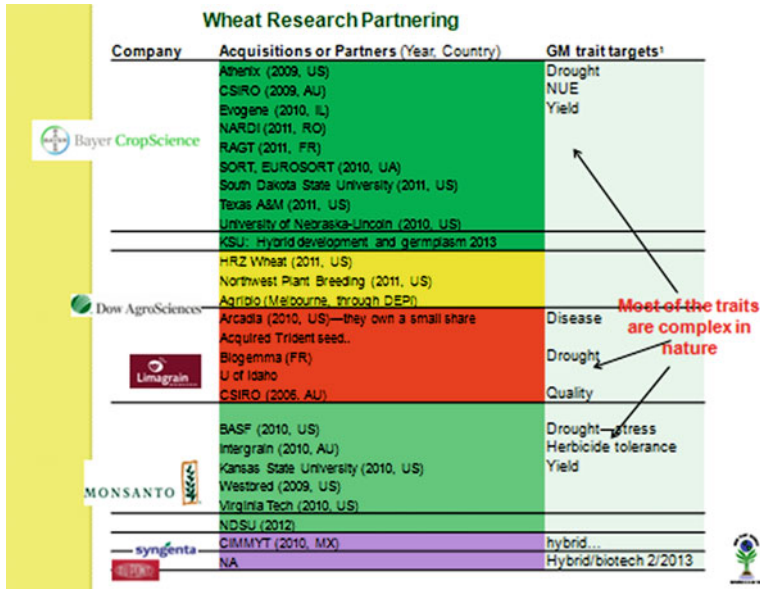 Wheat Research Partnering
Company Acquisitions or Partners (Year, Country) GM trait targets¹
Athenix (2009, US) Drought
CSIRO (2009, AU) NUE
Evogene (2010, IL) Yield
BAYER Bayer CropScience
NARDI (2011, RO)
RAGT (2011, FR)
SORT, EUROSORT (2010, UA)
South Dakota State University (2011, US)
Texas A&M (2011, US)
University of Nebraska-Lincoln (2010, US)
KSU: Hybrid development and germplasm 2013
HRZ Wheat (2011, US)
Northwest Plant Breeding (2011, US)
Agribio (Melbourne, through DEPI)
Dow AgroSciences
Arcadia (2010, US)—they own a small share Disease
Acquired Trident seed..
Limagrain
Biogemma (FR) Drought
U of Idaho
CSIRO (2006. AU) Quality
Most of the traits
are complex in
nature
BASF (2010, US) Drought—stress
Intergrain (2010, AU) Herbicide tolerance
Kansas State University (2010, US) Yield
MONSANTO
Westbred (2009, US)
Virginia Tech (2010, US)
NDSU (2012)
syngenta CIMMYT (2010, MX) hybrid...
DUPONT NA Hybrid/biotech 2/2013